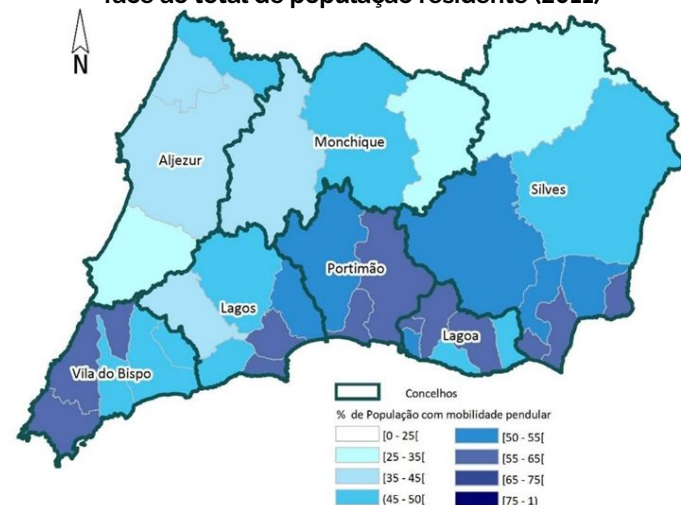 face ao total de população residente (2011)
N
Aljezur
Monchique
Silves
Portimão
Lagos
Lagoa
Vila do Bispo
Concelhos
% de População com mobilidade pendular
[0 - 25[
[25 - 35[
[35 - 45[
(45 - 50[
[50 - 55[
[55 - 65[
[65 - 75[
[75 - 1)